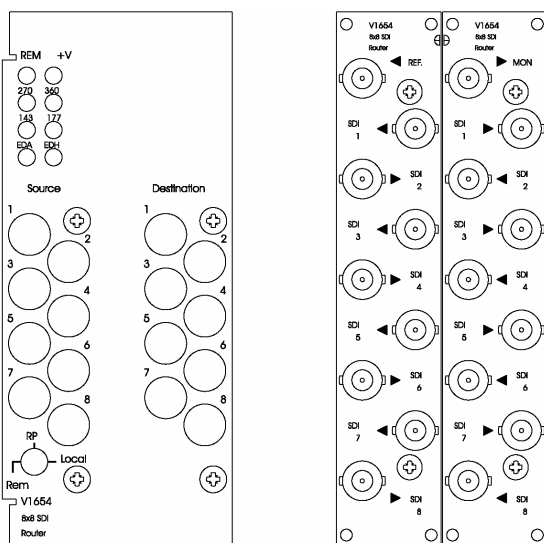 REM +V
270 360
143 177
EDA EDH
Source
1
2
3
4
5
6
7
8
RP
Local
Rem
V1654
8x8 SDI
Router
Destination
1
2
3
4
5
6
7
8
V1654
8x8 SDI
Router
REF.
SDI
1
SDI
2
SDI
3
SDI
4
SDI
5
SDI
6
SDI
7
SDI
8
V1654
8x8 SDI
Router
MON
SDI
1
SDI
2
SDI
3
SDI
4
SDI
5
SDI
6
SDI
7
SDI
8